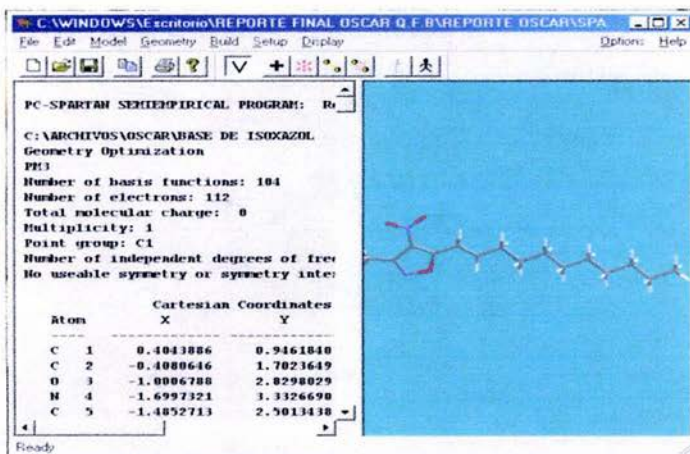 C:\WINDOWS\Escritorio\REPORTE FINAL OSCAR Q.F.B\REPORTE OSCAR\SPA
File Edit Model Geometry Build Setup Display Options Help
PC-SPARTAN SEMIEMPIRICAL PROGRAM:
C:\ARCHIVOS\OSCAR\BASE DE ISOXAZOL
Geometry Optimization
PM3
Number of basis functions: 104
Number of electrons: 112
Total molecular charge: 0
Multiplicity: 1
Point group: C1
Number of independent degrees of free
No useable symmetry or symmetry inte
Cartesian Coordinates
Atom X Y
C 1 0.4043886 0.9461840
C 2 -0.4080646 1.7023649
O 3 -1.0006788 2.8298029
N 4 -1.6997321 3.3326690
C 5 -1.4852713 2.5013438
Ready